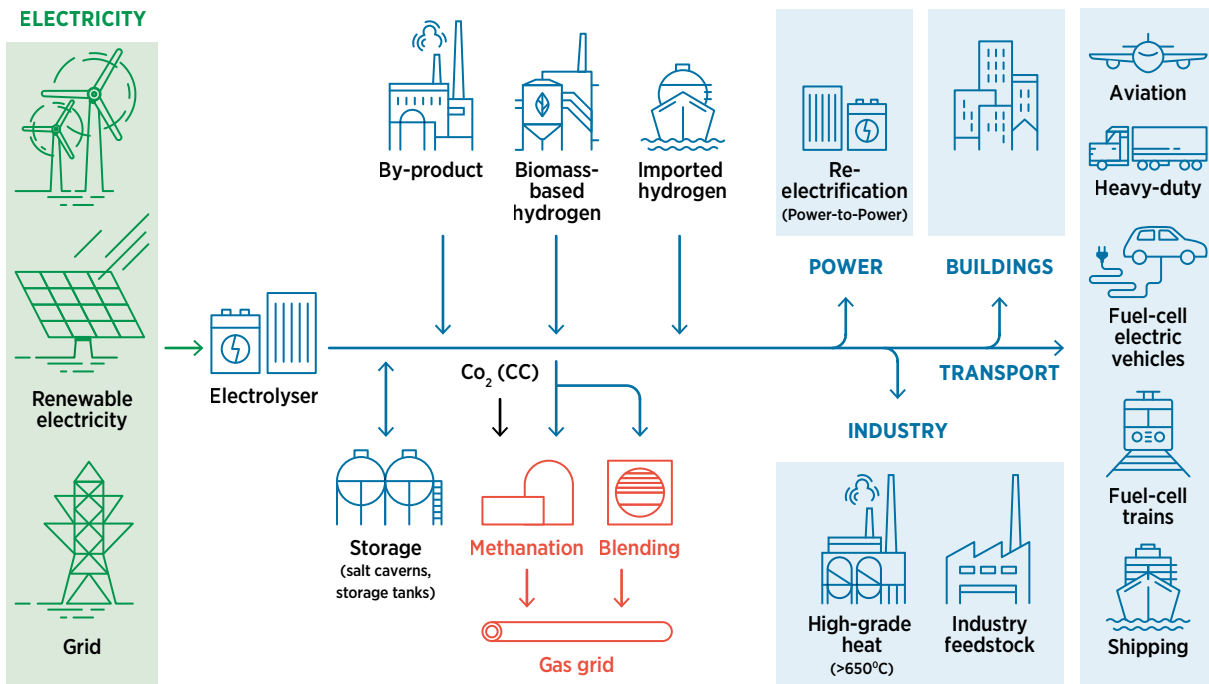 ELECTRICITY
Renewable
electricity
Grid
Electrolyser
By-product
Biomass-
based
hydrogen
Imported
hydrogen
Co₂ (CC)
Storage
(salt caverns,
storage tanks)
Methanation
Blending
Gas grid
Re-
electrification
(Power-to-Power)
POWER
BUILDINGS
TRANSPORT
INDUSTRY
High-grade
heat
(>650⁰C)
Industry
feedstock
Aviation
Heavy-duty
Fuel-cell
electric
vehicles
Fuel-cell
trains
Shipping